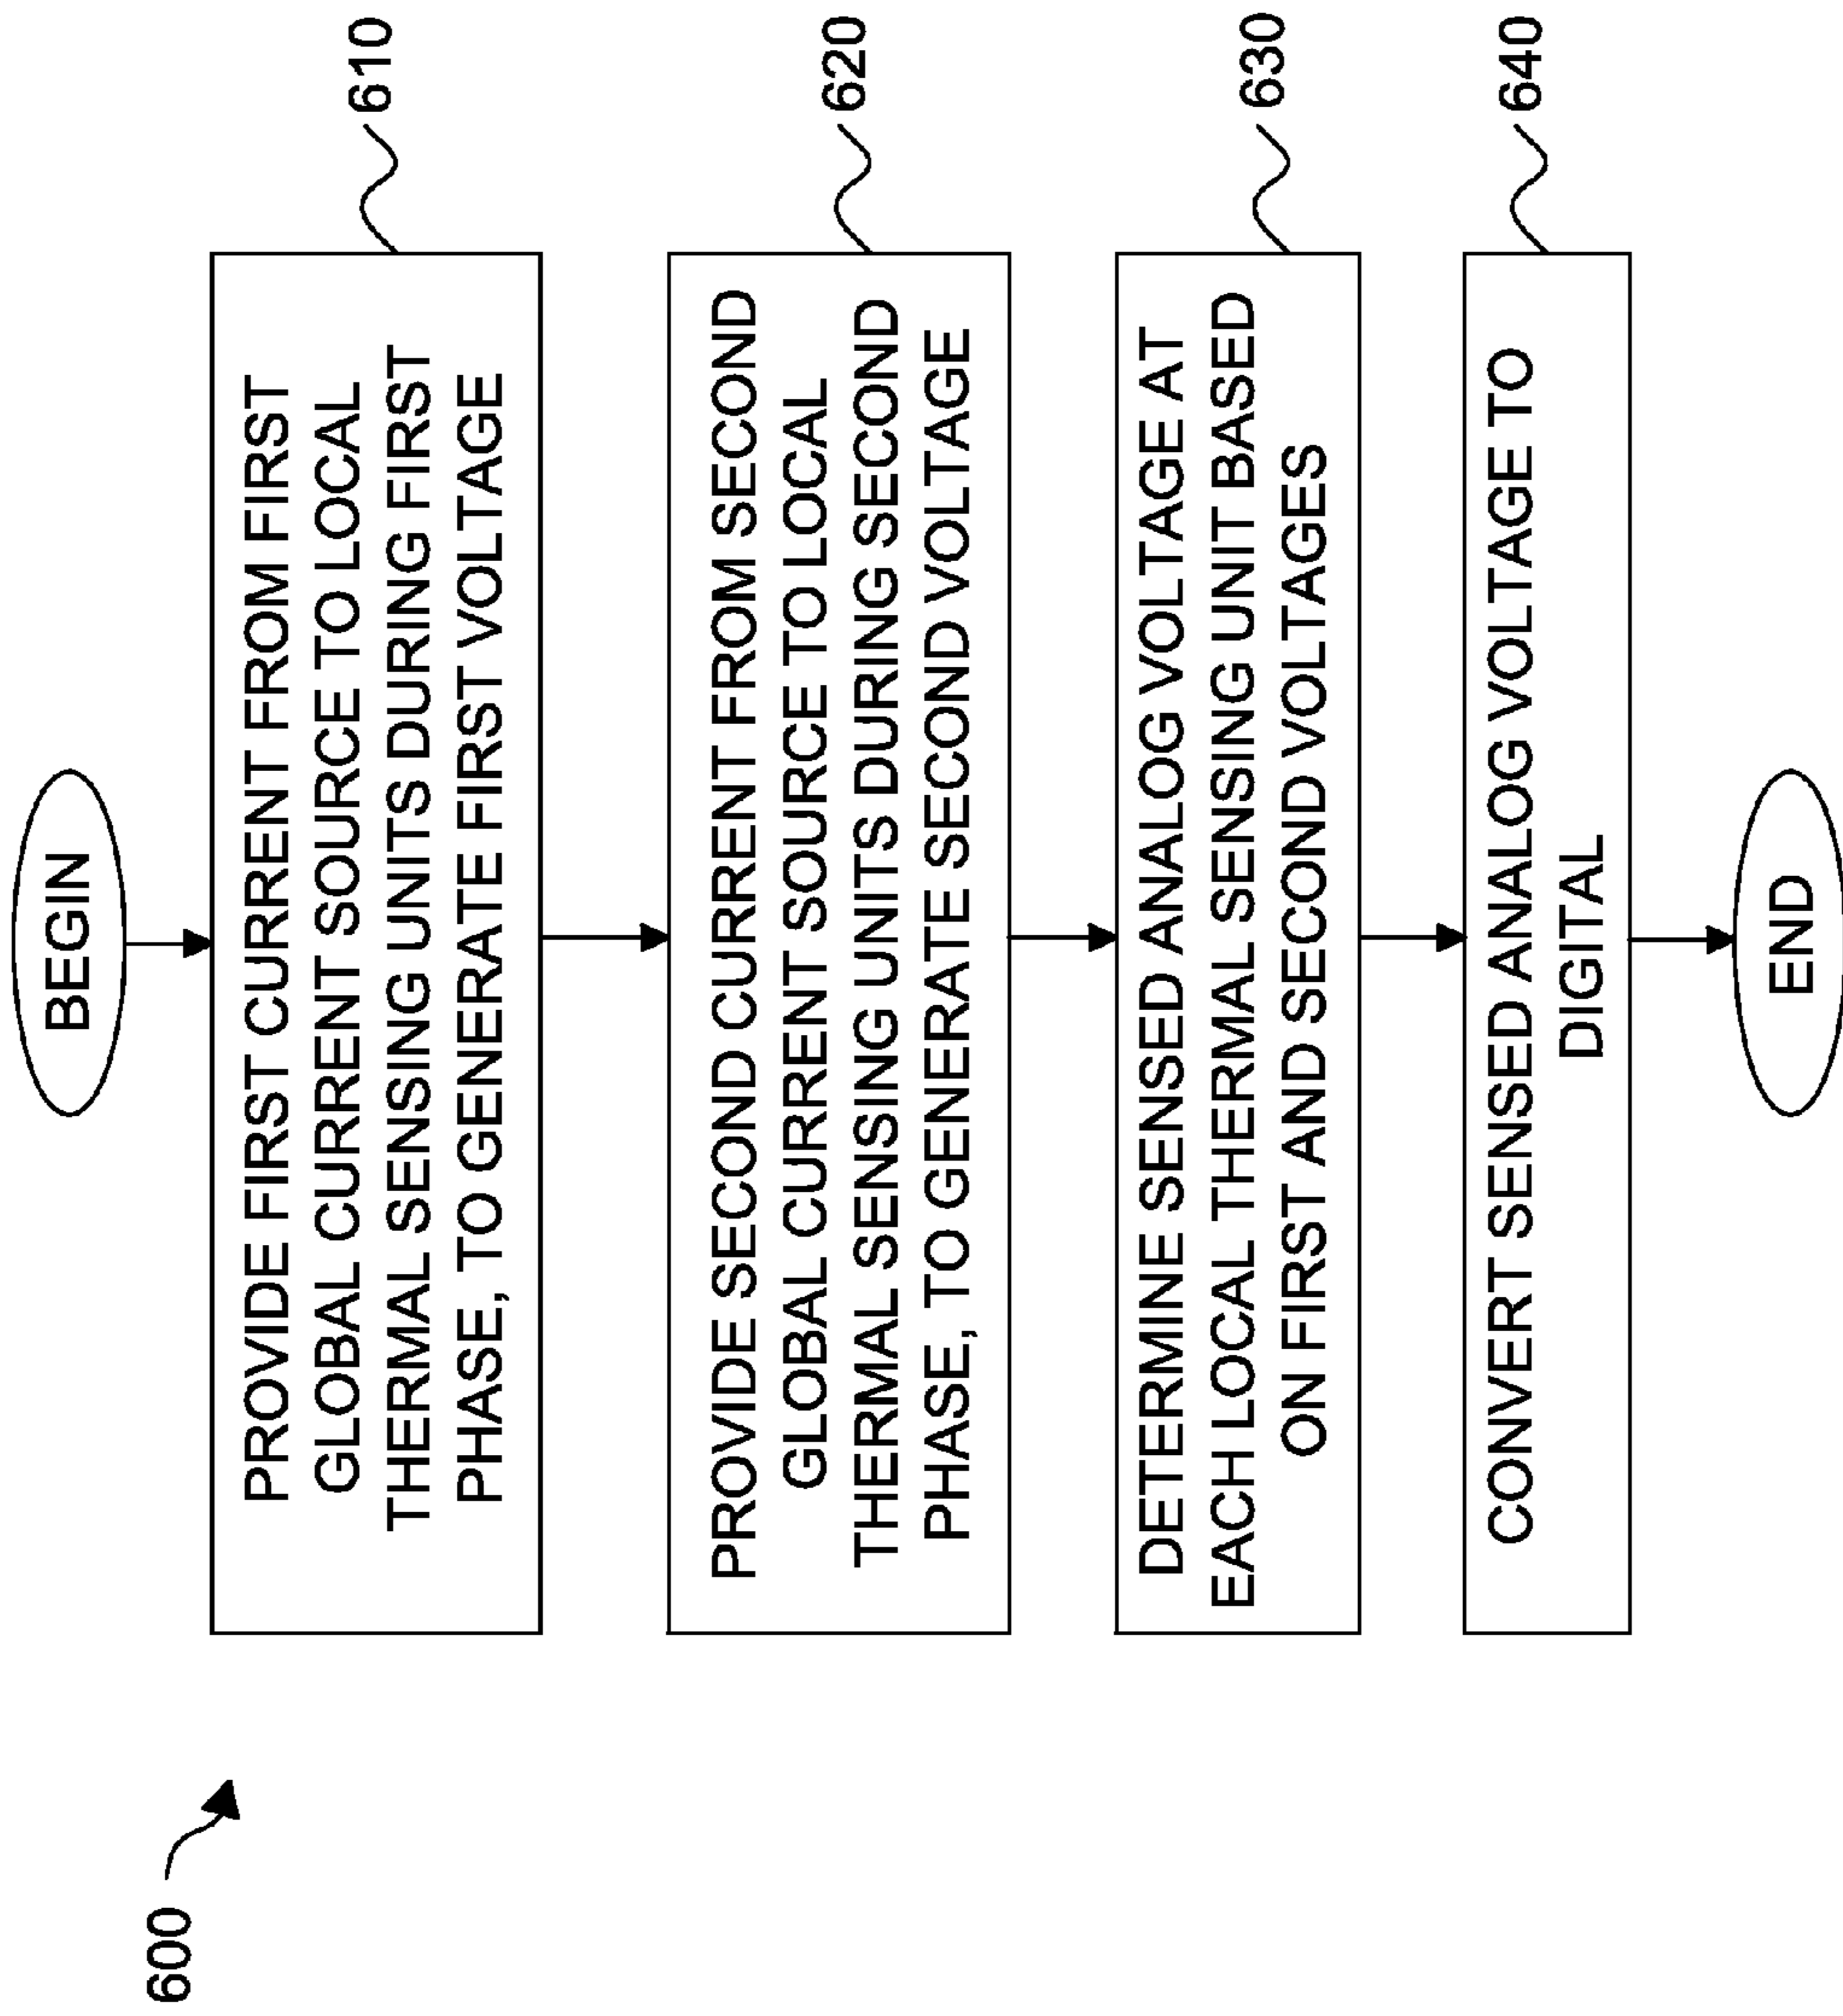 600
BEGIN
PROVIDE FIRST CURRENT FROM FIRST
GLOBAL CURRENT SOURCE TO LOCAL
THERMAL SENSING UNITS DURING FIRST
PHASE, TO GENERATE FIRST VOLTAGE
610
PROVIDE SECOND CURRENT FROM SECOND
GLOBAL CURRENT SOURCE TO LOCAL
THERMAL SENSING UNITS DURING SECOND
PHASE, TO GENERATE SECOND VOLTAGE
620
DETERMINE SENSED ANALOG VOLTAGE AT
EACH LOCAL THERMAL SENSING UNIT BASED
ON FIRST AND SECOND VOLTAGES
630
CONVERT SENSED ANALOG VOLTAGE TO
DIGITAL
640
END